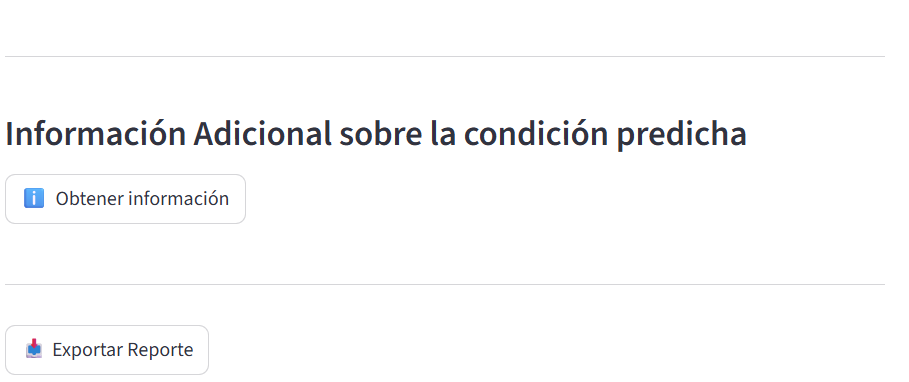 Información Adicional sobre la condición predicha
Obtener información
Exportar Reporte